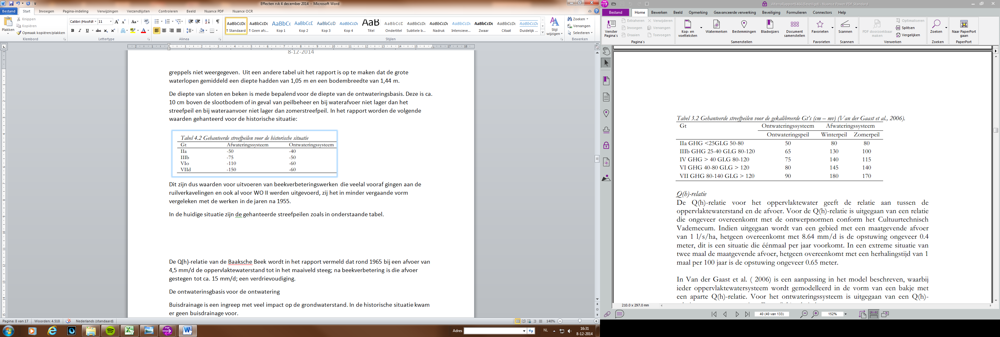 Effecten rvk 4 december 2014 - Microsoft Word
Bestand Start Invoegen Pagina-indeling Verwijzingen Verzendlijsten Controleren Beeld Nuance PDF Nuance OCR
Plakken
Knippen
Kopiëren
Opmaak kopiëren/plakken
Klembord
Calibri (Hoofdt 11
Lettertype
Alinea
¶ Standaard ¶ Geen afs... Kop 1 Kop 2 Kop 3 Kop 4 Titel Ondertitel Subtiele b... Nadruk Intensieve... Zwaar Citaat Duidelijk ...
Stijlen
Stijl wijzigen
Zoeken
Vervangen
Selecteren
Bewerken
8-12-2014
greppels niet weergegeven. Uit een andere tabel uit het rapport is op te maken dat de grote
waterlopen gemiddeld een diepte hadden van 1,05 m en een bodembreedte van 1,44 m.
De diepte van sloten en beken is mede bepalend voor de diepte van de ontwateringsbasis. Deze is ca.
10 cm boven de slootbodem of in geval van peilbeheer en bij waterafvoer niet lager dan het
streefpeil en bij wateraanvoer niet lager dan zomerstreefpeil. In het rapport worden de volgende
waarden gehanteerd voor de historische situatie:
Tabel 4.2 Gehanteerde streefpeilen voor de historische situatie
Gt Afwateringssysteem Ontwateringssysteem
IIa -50 -40
IIIb -75 -50
VIo -110 -60
VIId -150 -60
Dit zijn dus waarden voor uitvoeren van beekverbeteringswerken die veelal vooraf gingen aan de
ruilverkavelingen en ook al voor WO II werden uitgevoerd, zij het in minder vergaande vorm
vergeleken met de werken in de jaren na 1955.
In de huidige situatie zijn de gehanteerde streefpeilen zoals in onderstaande tabel.
De Q(h)-relatie van de Baaksche Beek wordt in het rapport vermeld dat rond 1965 bij een afvoer van
4,5 mm/d de oppervlaktewaterstand tot in het maaiveld steeg; na beekverbetering is die afvoer
gestegen tot ca. 15 mm/d; een verdrievoudiging.
De ontwaterinsgbasis voor de ontwatering
Buisdrainage is een ingreep met veel impact op de grondwaterstand. In de historische situatie kwam
er geen buisdrainage voor.
Pagina: 8 van 17 Woorden: 4.518 Nederlands (standaard) 140%
AlterraRapport1466(Beveiligd) - Nuance Power PDF Standard
Bestand Home Bewerken Beeld Opmerking Geavanceerde verwerking Beveiliging Formulieren Connectors Help
Venster Pagina's
Extraheren Verwijderen
Invoegen Vervangen
Draaien Toevoegen
Pagina's
Kop- en voetteksten Watermerken Bestemmingen Bladwijzers Document samenstellen
Samenstellen
Favorieten
Favorieten
Scannen
Scannen
PDF doorzoekbaar maken
Optimaliseren
Splitsen
Vergelijken
Verwerken
Zoeken
Zoeken
Naar PaperPort gaan
PaperPort
Tabel 3.2 Gehanteerde streefpeilen voor de gekalibreerde Gt's (cm – mv) (Van der Gaast et al., 2006).
Gt Ontwateringssysteem Afwateringssysteem
Ontwateringspeil Winterpeil Zomerpeil
IIa GHG <25GLG 50-80 50 80 80
IIIb GHG 25-40 GLG 80-120 65 130 100
IV GHG > 40 GLG 80-120 75 140 115
VI GHG 40-80 GLG > 120 80 145 140
VII GHG 80-140 GLG > 120 90 180 170
Q(h)-relatie
De Q(h)-relatie voor het oppervlaktewater geeft de relatie aan tussen de
oppervlaktewaterstand en de afvoer. Voor de Q(h)-relatie is uitgegaan van een relatie
die ongeveer overeenkomt met de ontwerpnormen conform het Cultuurtechnisch
Vademecum. Indien uitgegaan wordt van een gebied met een maatgevende afvoer
van 1 l/s/ha, hetgeen overeenkomt met 8.64 mm/d is de opstuwing ongeveer 0.4
meter, dit is een situatie die éénmaal per jaar voorkomt. In een extreme situatie van
twee maal de maatgevende afvoer, hetgeen overeenkomt met een herhalingstijd van 1
maal per 100 jaar is de opstuwing ongeveer 0.65 meter.
In Van der Gaast et al. ( 2006) is een aanpassing in het model beschreven, waarbij
ieder oppervlaktewatersysteem wordt gemodelleerd in de vorm van een bakje met
een aparte Q(h)-relatie. Voor het ontwateringssysteem is uitgegaan van een Q(h)-
210.0 x 297.0 mm
40 (40 van 133) 152%
Adres NL 16:31
8-12-2014